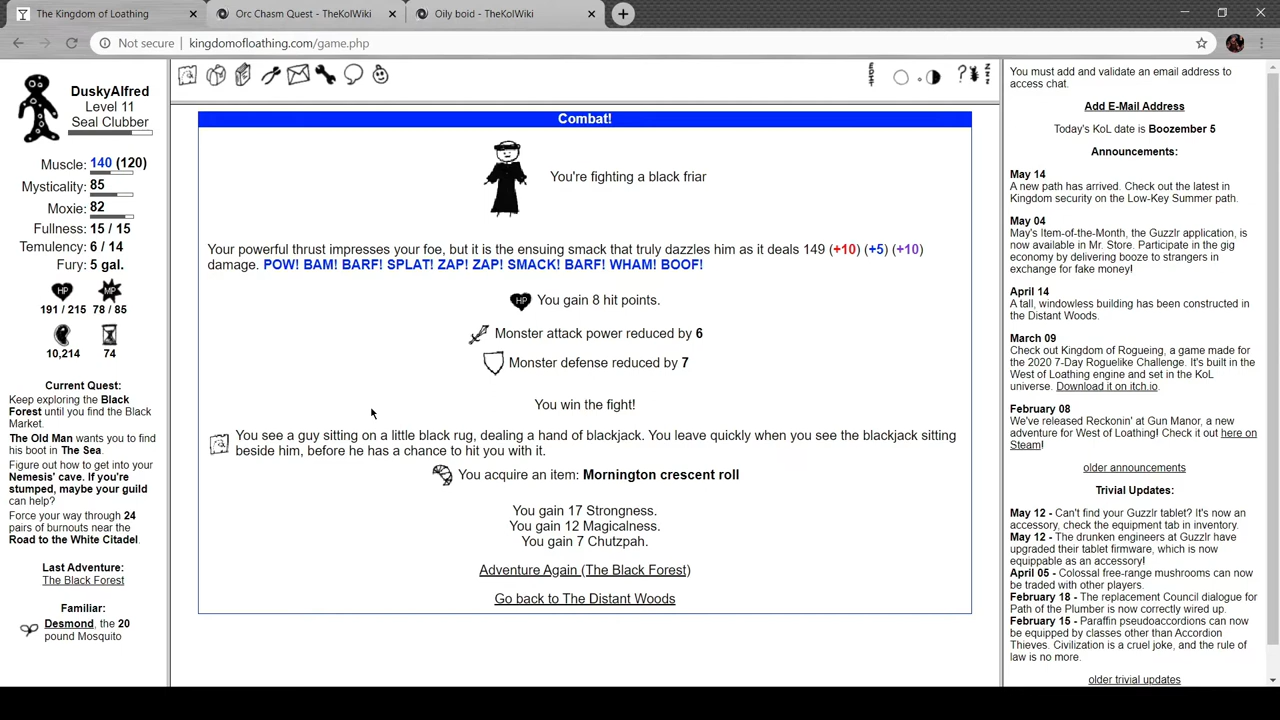 The Kingdom of Loathing
Orc Chasm Quest - TheKolWiki
Oily boid - TheKolWiki
Not secure | kingdomofloathing.com/game.php
DuskyAlfred
Level 11
Seal Clubber
Muscle: 140 (120)
Mysticality: 85
Moxie: 82
Fullness: 15 / 15
Temulency: 6 / 14
Fury: 5 gal.
HP MP
191 / 215 78 / 85
10,214 74
Current Quest:
Keep exploring the Black
Forest until you find the Black
Market.
The Old Man wants you to find
his boot in The Sea.
Figure out how to get into your
Nemesis' cave. If you're
stumped, maybe your guild
can help?
Force your way through 24
pairs of burnouts near the
Road to the White Citadel.
Last Adventure:
The Black Forest
Familiar:
Desmond, the 20
pound Mosquito
Combat!
You're fighting a black friar
Your powerful thrust impresses your foe, but it is the ensuing smack that truly dazzles him as it deals 149 (+10) (+5) (+10)
damage. POW! BAM! BARF! SPLAT! ZAP! ZAP! SMACK! BARF! WHAM! BOOF!
HP You gain 8 hit points.
Monster attack power reduced by 6
Monster defense reduced by 7
You win the fight!
You see a guy sitting on a little black rug, dealing a hand of blackjack. You leave quickly when you see the blackjack sitting
beside him, before he has a chance to hit you with it.
You acquire an item: Mornington crescent roll
You gain 17 Strongness.
You gain 12 Magicalness.
You gain 7 Chutzpah.
Adventure Again (The Black Forest)
Go back to The Distant Woods
You must add and validate an email address to
access chat.
Add E-Mail Address
Today's KoL date is Boozember 5
Announcements:
May 14
A new path has arrived. Check out the latest in
Kingdom security on the Low-Key Summer path.
May 04
May's Item-of-the-Month, the Guzzlr application, is
now available in Mr. Store. Participate in the gig
economy by delivering booze to strangers in
exchange for fake money!
April 14
A tall, windowless building has been constructed in
the Distant Woods.
March 09
Check out Kingdom of Rogueing, a game made for
the 2020 7-Day Roguelike Challenge. It's built in the
West of Loathing engine and set in the KoL
universe. Download it on itch.io.
February 08
We've released Reckonin' at Gun Manor, a new
adventure for West of Loathing! Check it out here on
Steam!
older announcements
Trivial Updates:
May 12 - Can't find your Guzzlr tablet? It's now an
accessory, check the equipment tab in inventory.
May 12 - The drunken engineers at Guzzlr have
upgraded their tablet firmware, which is now
equippable as an accessory!
April 05 - Colossal free-range mushrooms can now
be traded with other players.
February 18 - The replacement Council dialogue for
Path of the Plumber is now correctly wired up.
February 15 - Paraffin pseudoaccordions can now
be equipped by classes other than Accordion
Thieves. Civilization is a cruel joke, and the rule of
law is no more.
older trivial updates